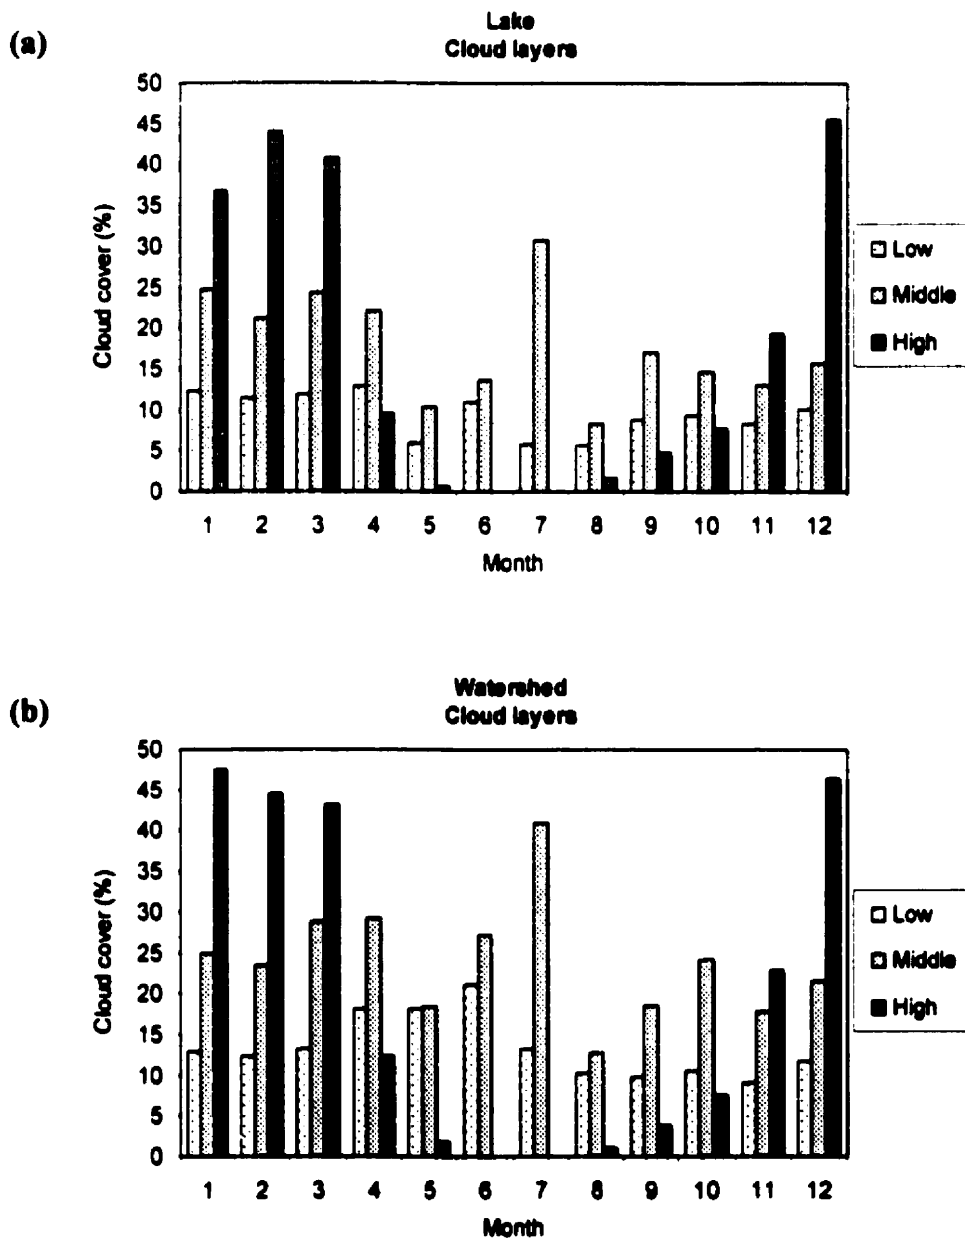 (a)
Lake
Cloud layers
50
45
40
35
30
25
20
15
10
5
0
Cloud cover (%)
1 2 3 4 5 6 7 8 9 10 11 12
Month
Low
Middle
High
(b)
Watershed
Cloud layers
50
45
40
35
30
25
20
15
10
5
0
Cloud cover (%)
1 2 3 4 5 6 7 8 9 10 11 12
Month
Low
Middle
High